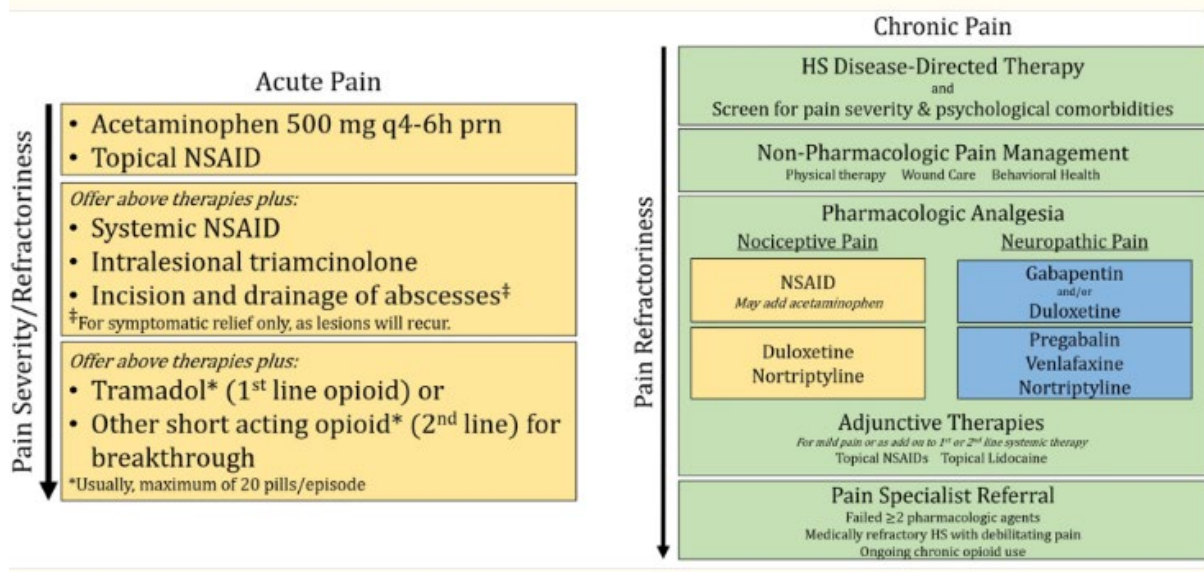 Acute Pain
Pain Severity/Refractoriness
• Acetaminophen 500 mg q4-6h prn
• Topical NSAID
Offer above therapies plus:
• Systemic NSAID
• Intralesional triamcinolone
• Incision and drainage of abscesses‡
‡For symptomatic relief only, as lesions will recur.
Offer above therapies plus:
• Tramadol* (1st line opioid) or
• Other short acting opioid* (2nd line) for
breakthrough
*Usually, maximum of 20 pills/episode
Chronic Pain
Pain Refractoriness
HS Disease-Directed Therapy
and
Screen for pain severity & psychological comorbidities
Non-Pharmacologic Pain Management
Physical therapy Wound Care Behavioral Health
Pharmacologic Analgesia
Nociceptive Pain
NSAID
May add acetaminophen
Duloxetine
Nortriptyline
Neuropathic Pain
Gabapentin
and/or
Duloxetine
Pregabalin
Venlafaxine
Nortriptyline
Adjunctive Therapies
For mild pain or as add on to 1st or 2nd line systemic therapy
Topical NSAIDs Topical Lidocaine
Pain Specialist Referral
Failed ≥2 pharmacologic agents
Medically refractory HS with debilitating pain
Ongoing chronic opioid use